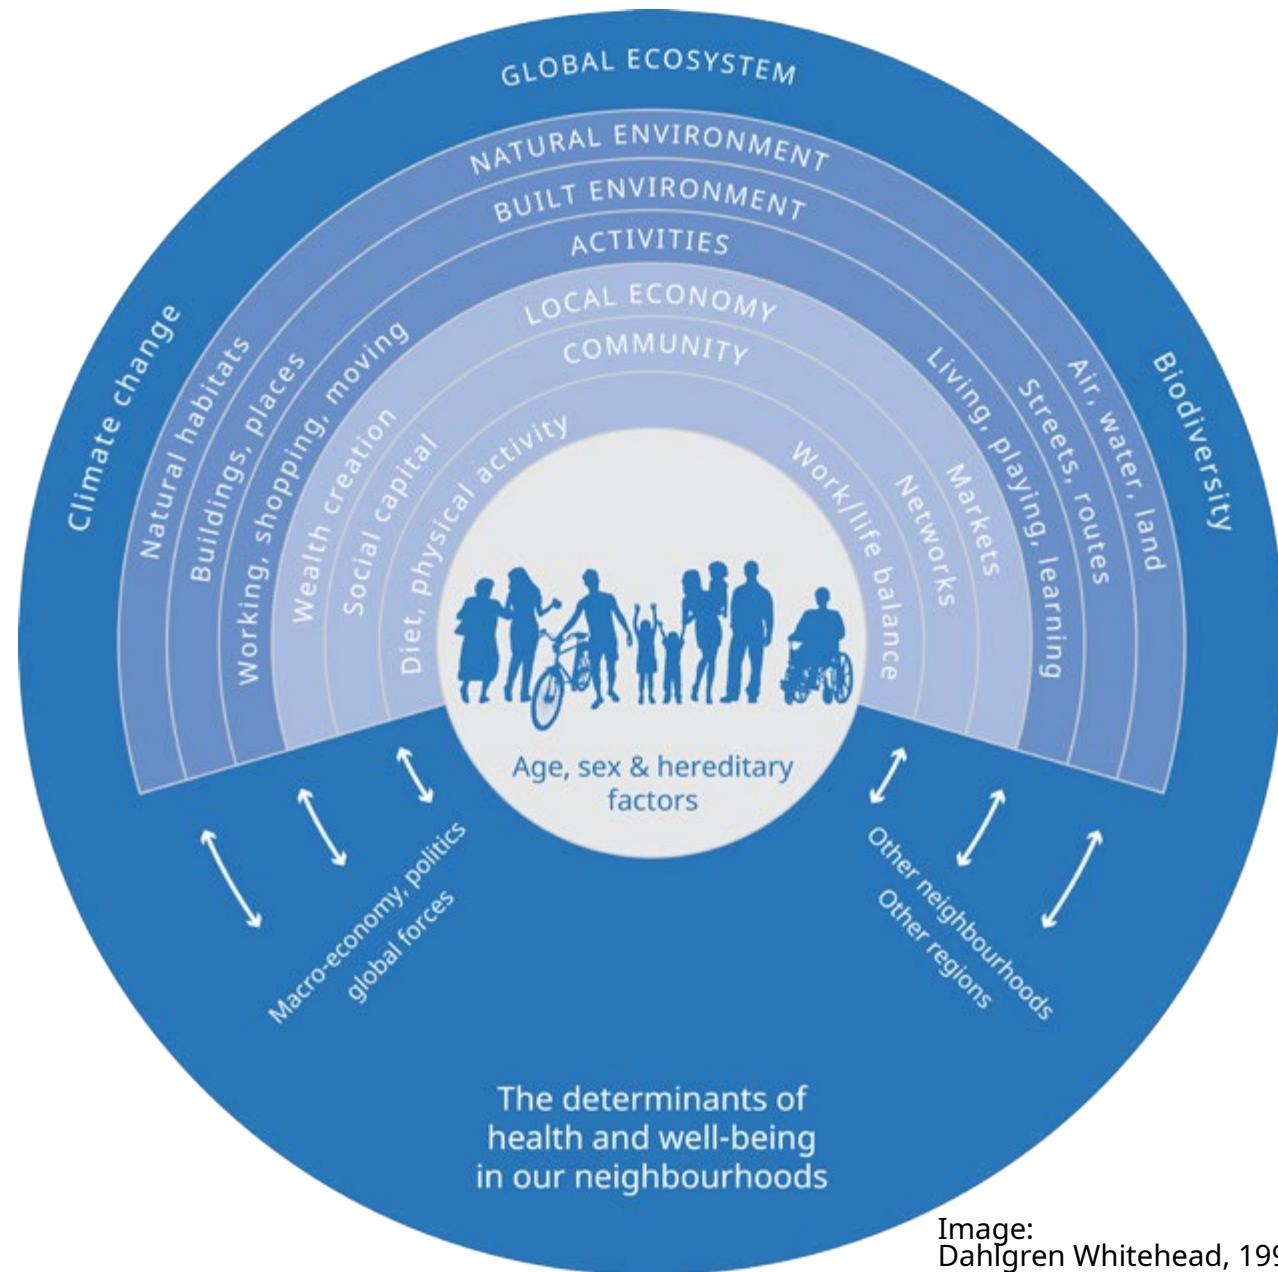 GLOBAL ECOSYSTEM
NATURAL ENVIRONMENT
BUILT ENVIRONMENT
ACTIVITIES
LOCAL ECONOMY
COMMUNITY
Climate change
Natural habitats
Buildings, places
Working, shopping, moving
Wealth creation
Social capital
Diet, physical activity
Work/life balance
Networks
Markets
Living, playing, learning
Streets, routes
Air, water, land
Biodiversity
Age, sex & hereditary
factors
Macro-economy, politics
global forces
Other neighbourhoods
Other regions
The determinants of
health and well-being
in our neighbourhoods
Image:
Dahlgren Whitehead,